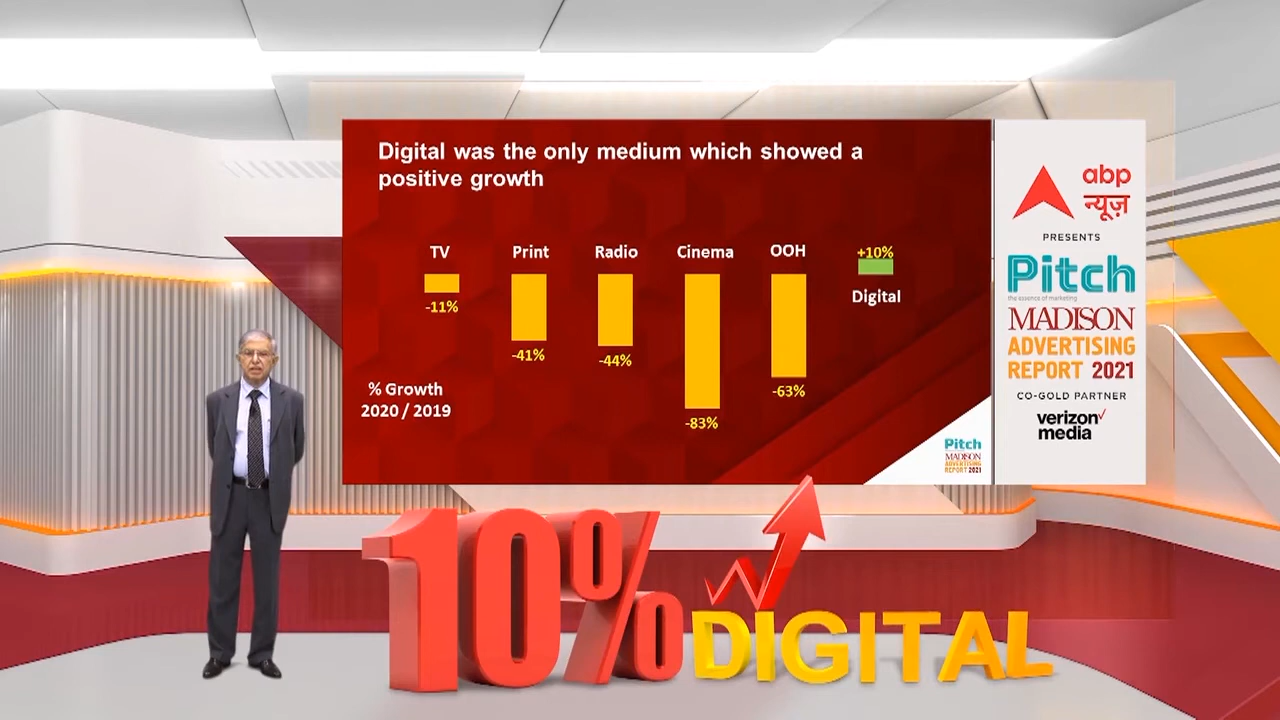 Digital was the only medium which showed a
positive growth
TV
Print
Radio
Cinema
OOH
+10%
Digital
-11%
-41%
-44%
-83%
-63%
% Growth
2020 / 2019
Pitch
MADISON
ADVERTISING
REPORT 2021
abp
न्यूज़
PRESENTS
Pitch
the essence of marketing
MADISON
ADVERTISING
REPORT 2021
CO-GOLD PARTNER
verizon
media
10% DIGITAL